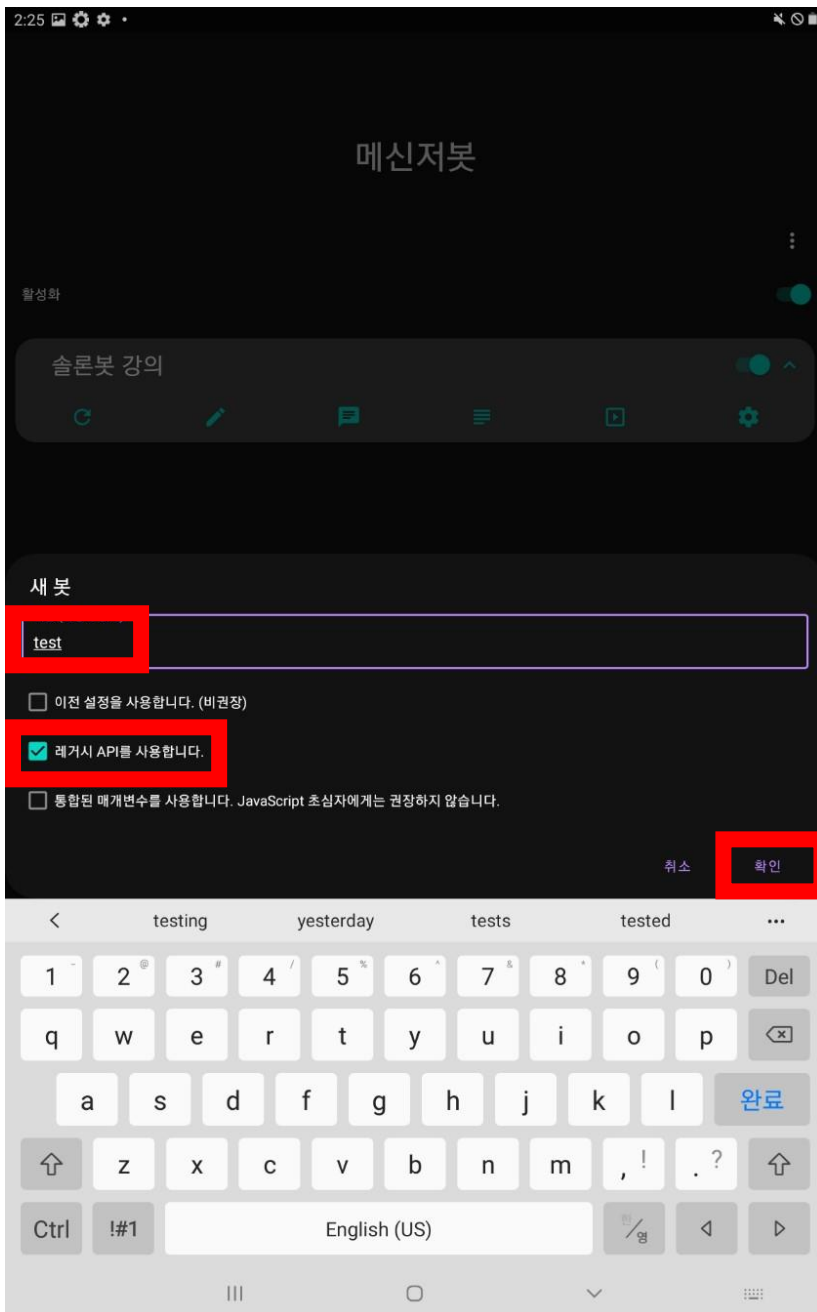 2:25
메신저봇
활성화
솔론봇 강의
새 봇
test
이전 설정을 사용합니다. (비권장)
레거시 API를 사용합니다.
통합된 매개변수를 사용합니다. JavaScript 초심자에게는 권장하지 않습니다.
취소 확인
testing yesterday tests tested
1 2 @ 3 # 4 / 5 % 6 ^ 7 & 8 * 9 ( 0 ) Del
q w e r t y u i o p
a s d f g h j k l 완료
z x c v b n m , ! . ?
Ctrl !#1 English (US) 한/영